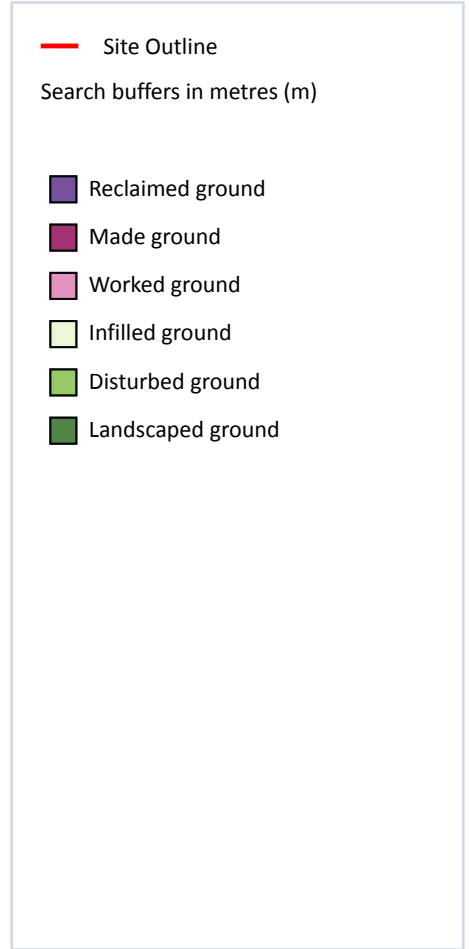 Site Outline
Search buffers in metres (m)
Reclaimed ground
Made ground
Worked ground
Infilled ground
Disturbed ground
Landscaped ground